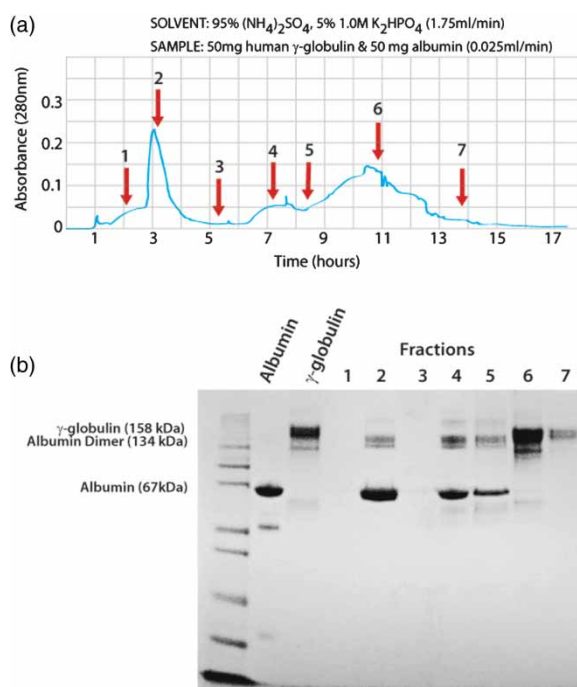 (a)
SOLVENT: 95% (NH₄)₂SO₄, 5% 1.0M K₂HPO₄ (1.75ml/min)
SAMPLE: 50mg human γ-globulin & 50 mg albumin (0.025ml/min)
Absorbance (280nm)
0.3
0.2
0.1
0
1
2
3
4
5
6
7
1 3 5 7 9 11 13 15 17
Time (hours)
(b)
Albumin
γ-globulin
Fractions
1 2 3 4 5 6 7
γ-globulin (158 kDa)
Albumin Dimer (134 kDa)
Albumin (67kDa)